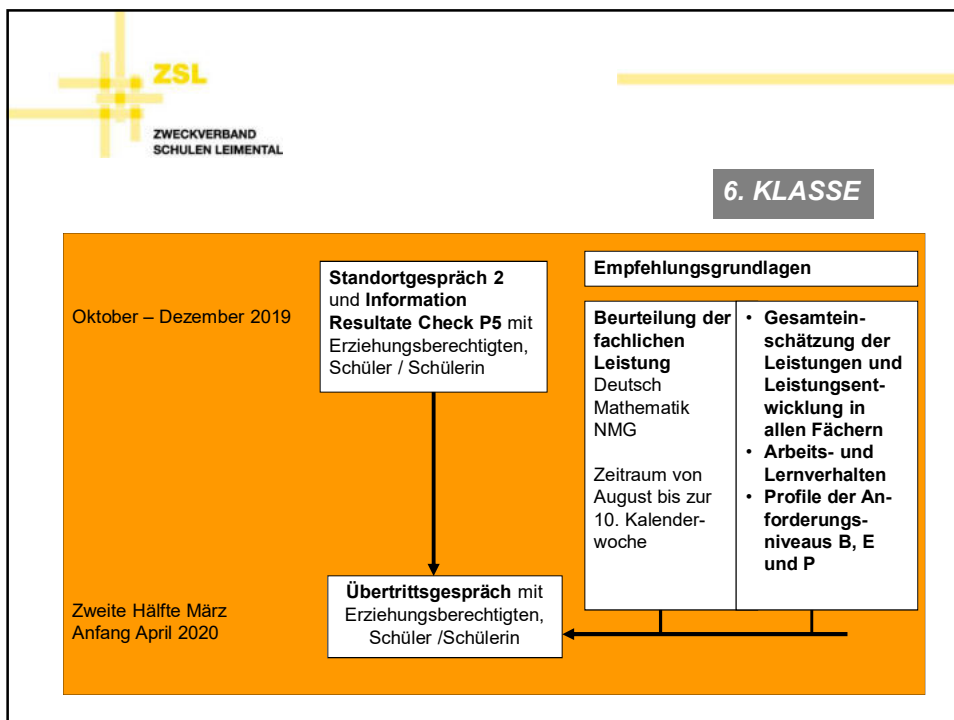 ZSL
ZWECKVERBAND
SCHULEN LEIMENTAL
6. KLASSE
Oktober – Dezember 2019
Standortgespräch 2
und Information
Resultate Check P5 mit
Erziehungsberechtigten,
Schüler / Schülerin
Empfehlungsgrundlagen
Beurteilung der
fachlichen
Leistung
Deutsch
Mathematik
NMG
Zeitraum von
August bis zur
10. Kalender-
woche
• Gesamtein-
schätzung der
Leistungen und
Leistungsent-
wicklung in
allen Fächern
• Arbeits- und
Lernverhalten
• Profile der An-
forderungs-
niveaus B, E
und P
Zweite Hälfte März
Anfang April 2020
Übertrittsgespräch mit
Erziehungsberechtigten,
Schüler /Schülerin